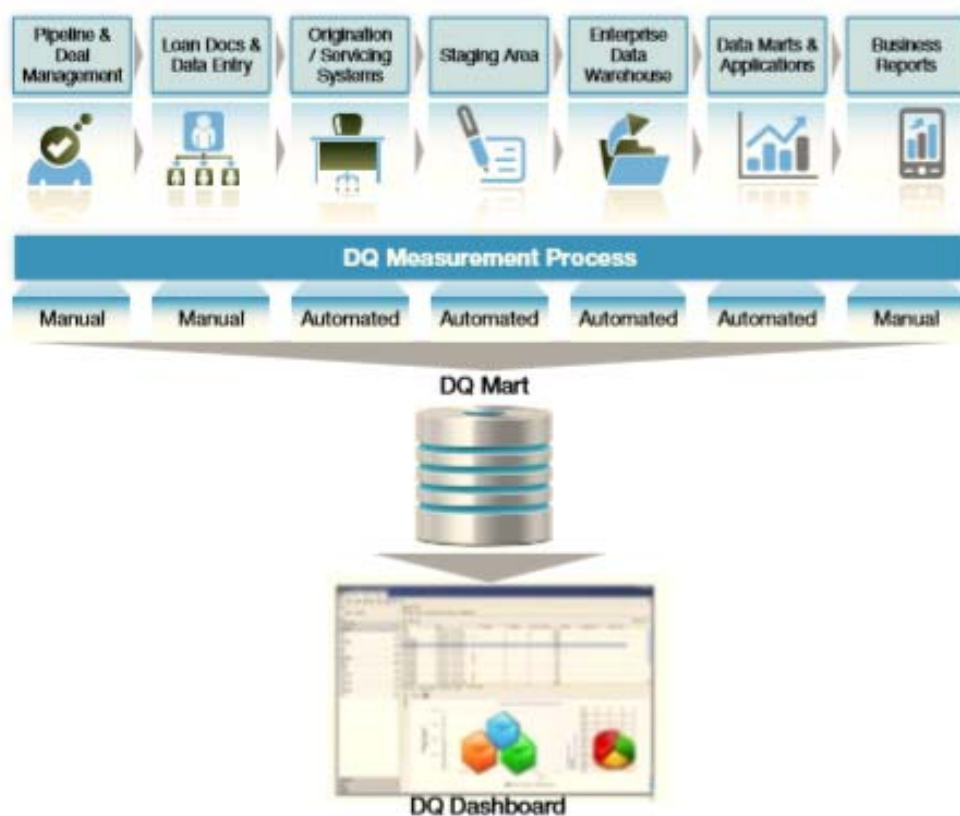 Pipeline &
Deal
Management
Loan Docs &
Data Entry
Origination
/ Servicing
Systems
Staging Area
Enterprise
Data
Warehouse
Data Marts &
Applications
Business
Reports
DQ Measurement Process
Manual
Manual
Automated
Automated
Automated
Automated
Manual
DQ Mart
DQ Dashboard